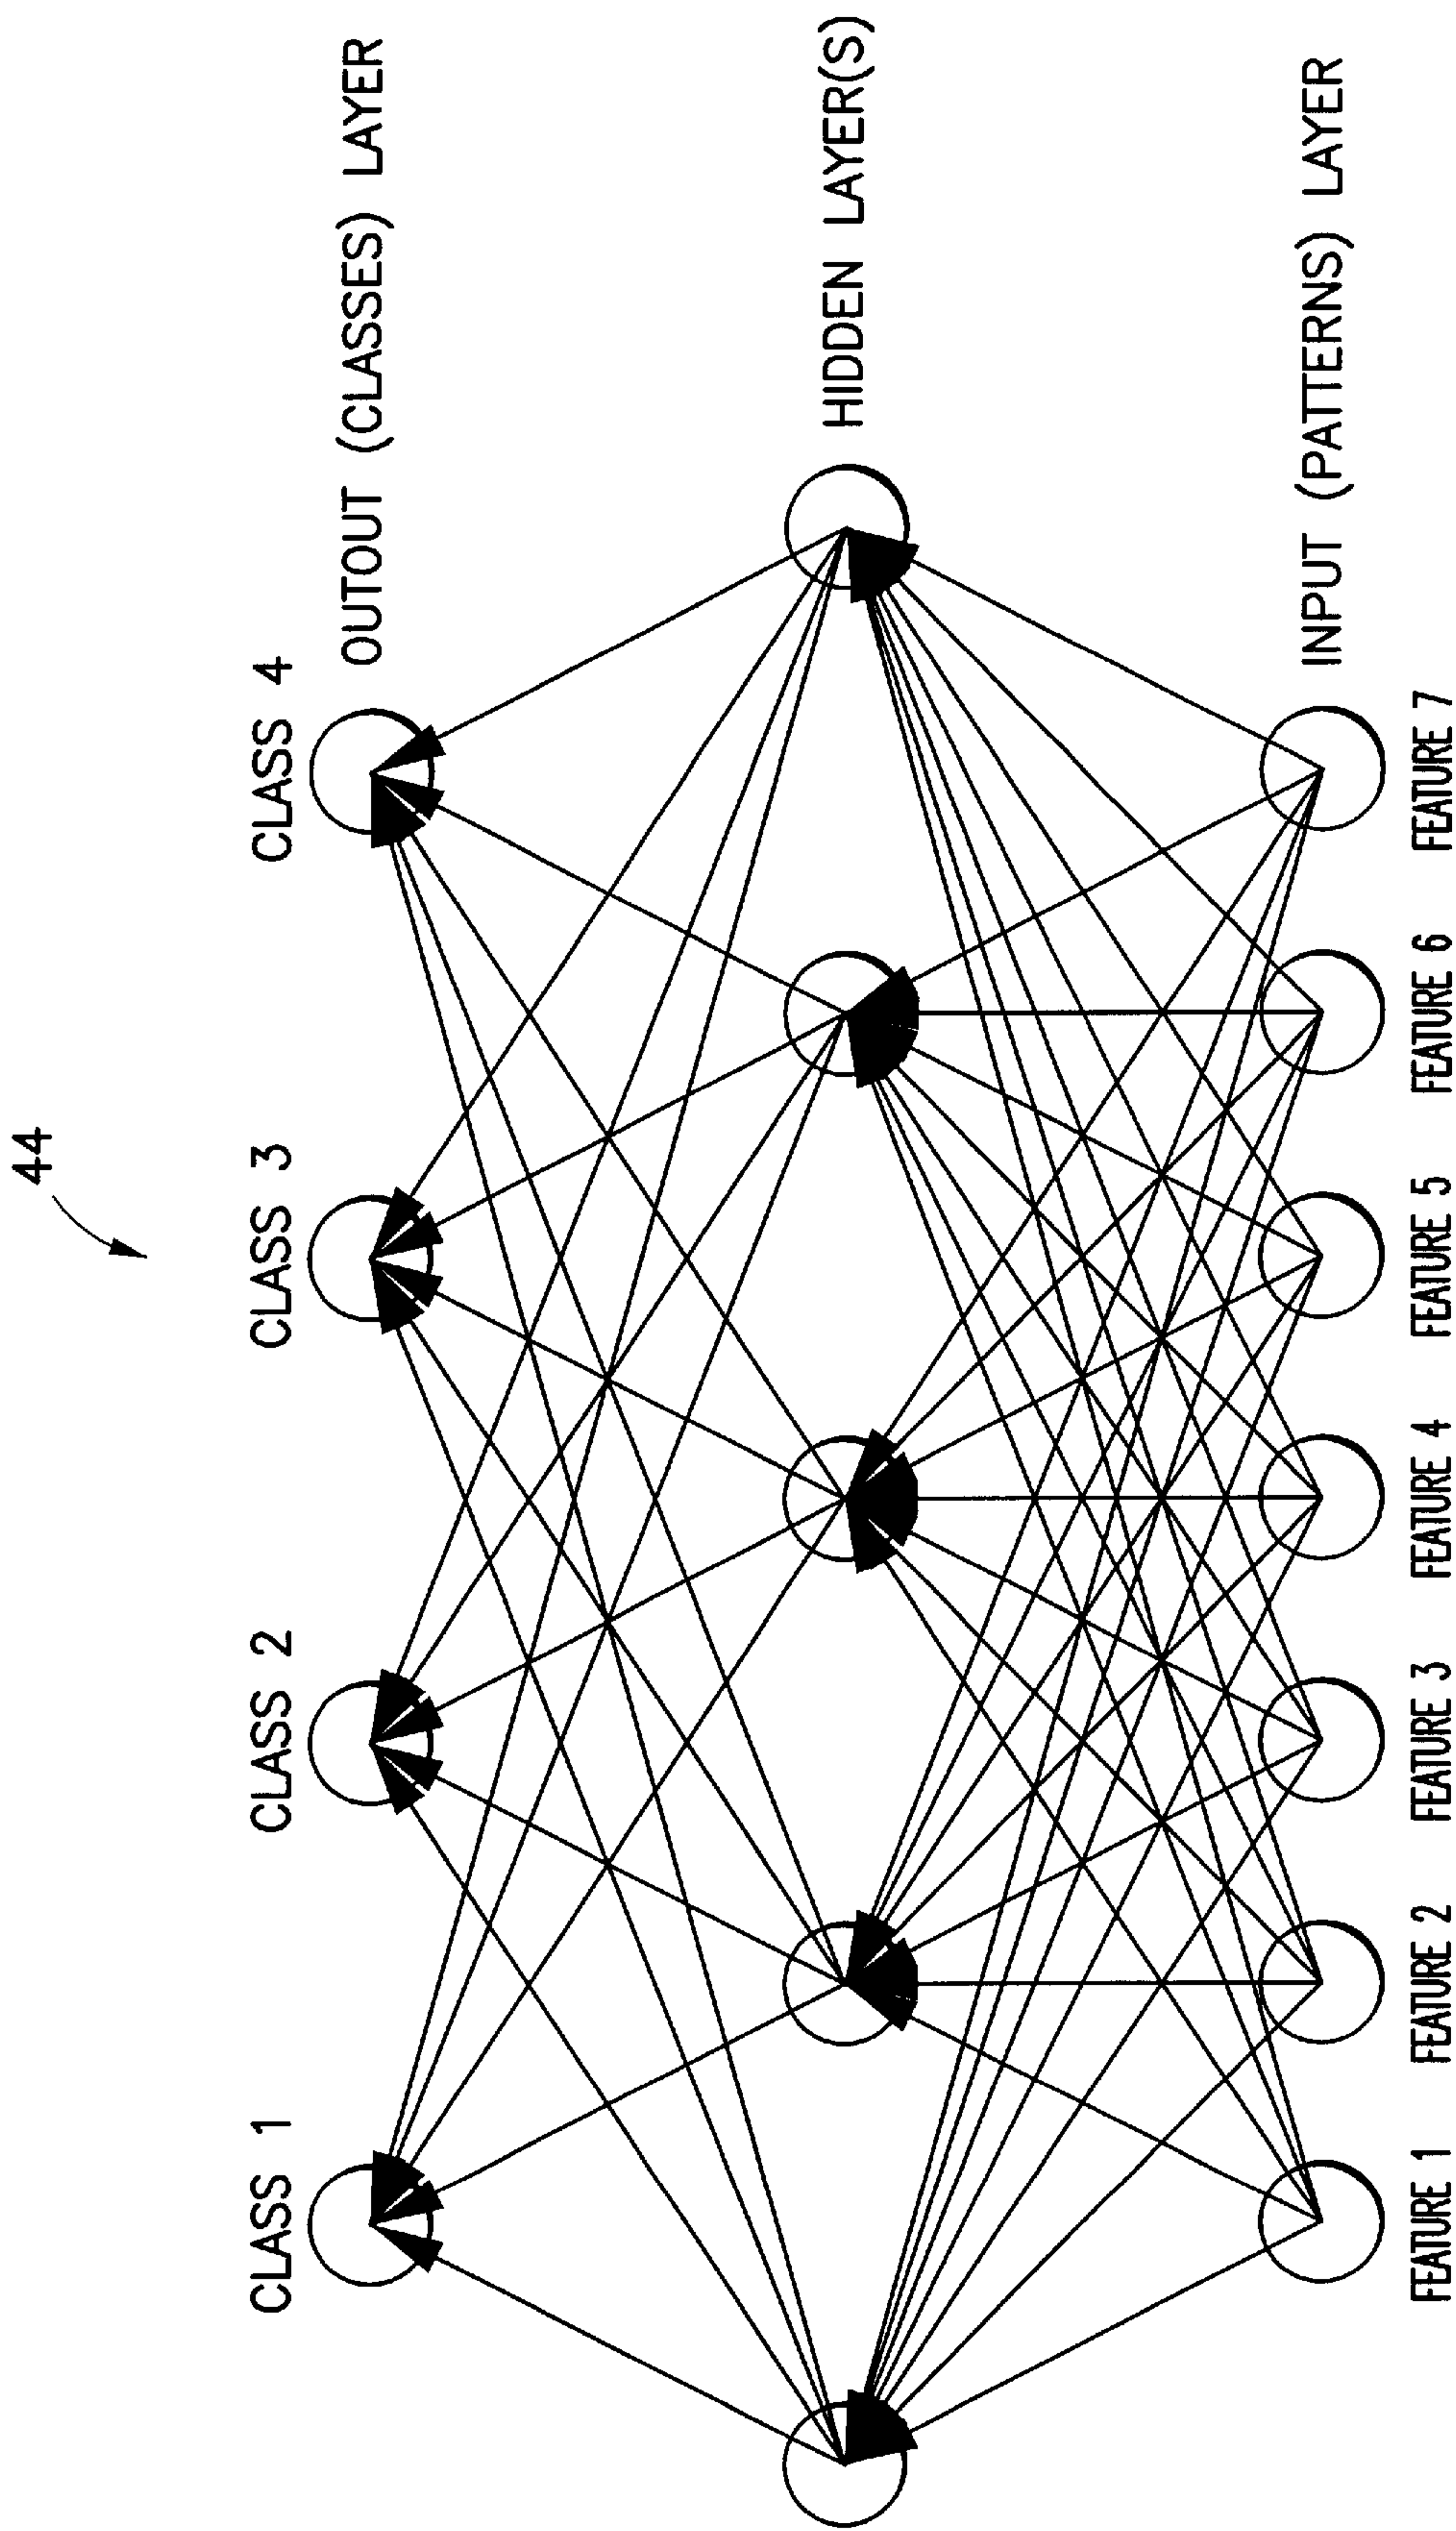 44
CLASS 1
CLASS 2
CLASS 3
CLASS 4
OUTOUT (CLASSES) LAYER
HIDDEN LAYER(S)
INPUT (PATTERNS) LAYER
FEATURE 1
FEATURE 2
FEATURE 3
FEATURE 4
FEATURE 5
FEATURE 6
FEATURE 7